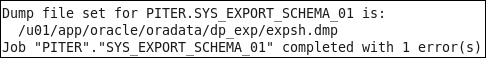 Dump file set for PITER.SYS_EXPORT_SCHEMA_01 is:
  /u01/app/oracle/oradata/dp_exp/expsh.dmp
Job "PITER"."SYS_EXPORT_SCHEMA_01" completed with 1 error(s)